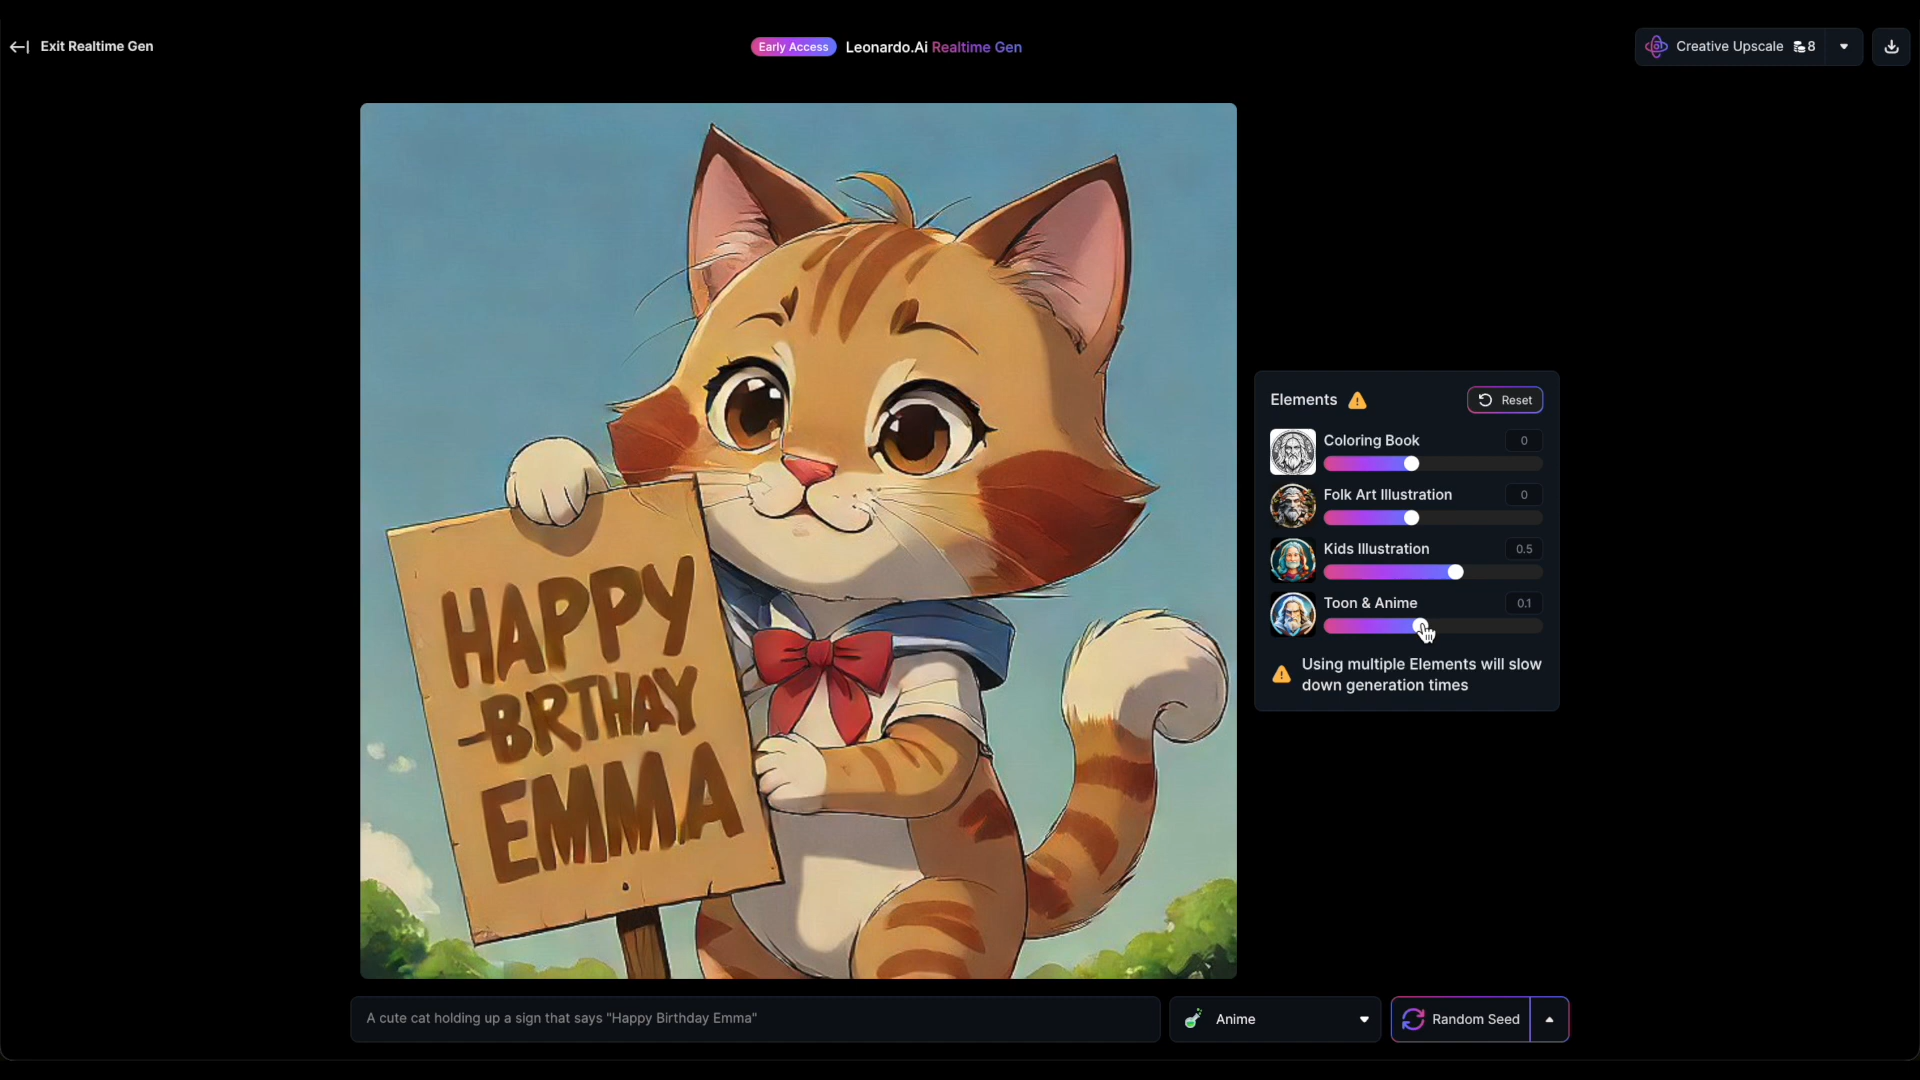 Exit Realtime Gen
Early Access Leonardo.Ai Realtime Gen
Creative Upscale 8
HAPPY
-BRTHAY
EMMA
Elements Reset
Coloring Book 0
Folk Art Illustration 0
Kids Illustration 0.5
Toon & Anime 0.1
Using multiple Elements will slow
down generation times
A cute cat holding up a sign that says "Happy Birthday Emma"
Anime
Random Seed